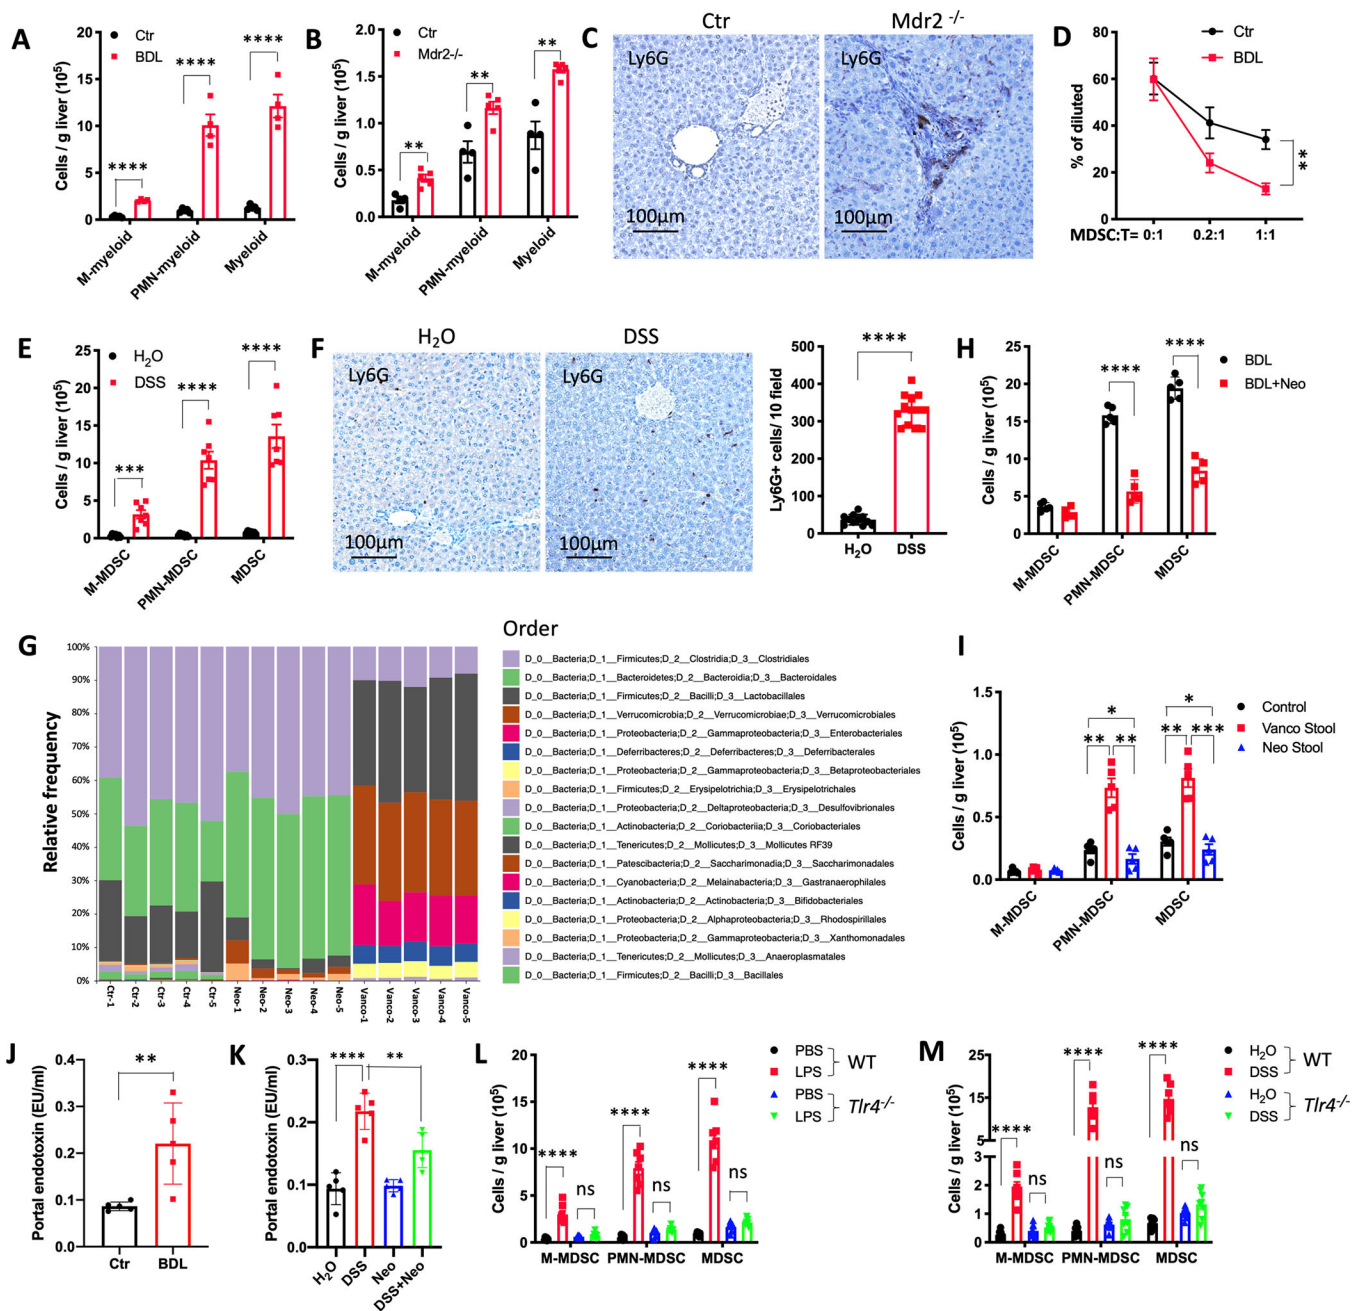 A
Cells / g liver (10⁵)
20
15
10
5
0
Ctr
BDL
****
****
****
M-myeloid
PMN-myeloid
Myeloid
B
Cells / g liver (10⁵)
2.0
1.5
1.0
0.5
0.0
Ctr
Mdr2-/-
**
**
**
M-myeloid
PMN-myeloid
Myeloid
C
Ctr
Mdr2 -/-
Ly6G
Ly6G
100µm
100µm
D
% of diluted
80
60
40
20
0
Ctr
BDL
**
MDSC:T= 0:1 0.2:1 1:1
E
Cells / g liver (10⁵)
25
20
15
10
5
0
H₂O
DSS
***
****
****
M-MDSC
PMN-MDSC
MDSC
F
H₂O
DSS
Ly6G
Ly6G
100µm
100µm
Ly6G+ cells/ 10 field
500
400
300
200
100
0
****
H₂O
DSS
H
Cells / g liver (10⁵)
25
20
15
10
5
0
BDL
BDL+Neo
****
****
M-MDSC
PMN-MDSC
MDSC
G
Relative frequency
100%
90%
80%
70%
60%
50%
40%
30%
20%
10%
0%
Ctr-1
Ctr-2
Ctr-3
Ctr-4
Ctr-5
Neo-1
Neo-2
Neo-3
Neo-4
Neo-5
Vanco-1
Vanco-2
Vanco-3
Vanco-4
Vanco-5
Order
D_0__Bacteria;D_1__Firmicutes;D_2__Clostridia;D_3__Clostridiales
D_0__Bacteria;D_1__Bacteroidetes;D_2__Bacteroidia;D_3__Bacteroidales
D_0__Bacteria;D_1__Firmicutes;D_2__Bacilli;D_3__Lactobacillales
D_0__Bacteria;D_1__Verrucomicrobia;D_2__Verrucomicrobiae;D_3__Verrucomicrobiales
D_0__Bacteria;D_1__Proteobacteria;D_2__Gammaproteobacteria;D_3__Enterobacteriales
D_0__Bacteria;D_1__Deferribacteres;D_2__Deferribacteres;D_3__Deferribacterales
D_0__Bacteria;D_1__Proteobacteria;D_2__Gammaproteobacteria;D_3__Betaproteobacteriales
D_0__Bacteria;D_1__Firmicutes;D_2__Erysipelotrichia;D_3__Erysipelotrichales
D_0__Bacteria;D_1__Proteobacteria;D_2__Deltaproteobacteria;D_3__Desulfovibrionales
D_0__Bacteria;D_1__Actinobacteria;D_2__Coriobacteriia;D_3__Coriobacteriales
D_0__Bacteria;D_1__Tenericutes;D_2__Mollicutes;D_3__Mollicutes RF39
D_0__Bacteria;D_1__Patescibacteria;D_2__Saccharimonadia;D_3__Saccharimonadales
D_0__Bacteria;D_1__Cyanobacteria;D_2__Melainabacteria;D_3__Gastranaerophilales
D_0__Bacteria;D_1__Actinobacteria;D_2__Actinobacteria;D_3__Bifidobacteriales
D_0__Bacteria;D_1__Proteobacteria;D_2__Alphaproteobacteria;D_3__Rhodospirillales
D_0__Bacteria;D_1__Proteobacteria;D_2__Gammaproteobacteria;D_3__Xanthomonadales
D_0__Bacteria;D_1__Tenericutes;D_2__Mollicutes;D_3__Anaeroplasmatales
D_0__Bacteria;D_1__Firmicutes;D_2__Bacilli;D_3__Bacillales
I
Cells / g liver (10⁵)
1.5
1.0
0.5
0.0
Control
Vanco Stool
Neo Stool
*
** **
*
** ***
M-MDSC
PMN-MDSC
MDSC
J
Portal endotoxin (EU/ml)
0.4
0.3
0.2
0.1
0.0
**
Ctr
BDL
K
Portal endotoxin (EU/ml)
0.3
0.2
0.1
0.0
**** **
H₂O
DSS
Neo
DSS+Neo
L
Cells / g liver (10⁵)
20
15
10
5
0
PBS
LPS
WT
PBS
LPS
Tlr4-/-
****
ns
****
ns
****
ns
M-MDSC
PMN-MDSC
MDSC
M
Cells / g liver (10⁵)
25
15
5
3
2
1
0
H₂O
DSS
WT
H₂O
DSS
Tlr4-/-
****
ns
****
ns
****
ns
M-MDSC
PMN-MDSC
MDSC